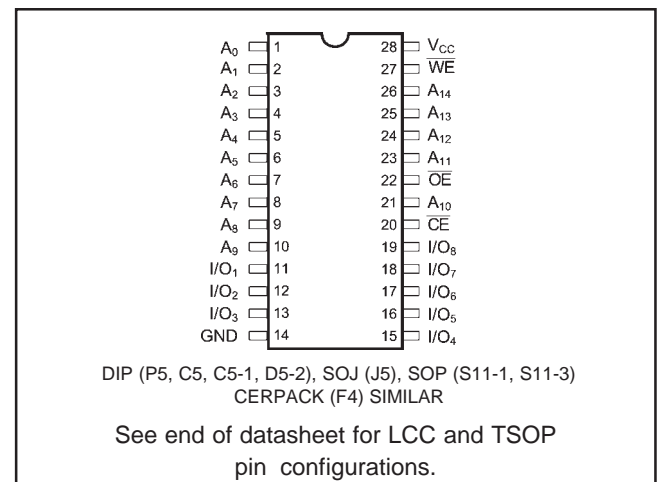 A₀ 1 28 V_CC
A₁ 2 27 W̅E̅
A₂ 3 26 A₁₄
A₃ 4 25 A₁₃
A₄ 5 24 A₁₂
A₅ 6 23 A₁₁
A₆ 7 22 O̅E̅
A₇ 8 21 A₁₀
A₈ 9 20 C̅E̅
A₉ 10 19 I/O₈
I/O₁ 11 18 I/O₇
I/O₂ 12 17 I/O₆
I/O₃ 13 16 I/O₅
GND 14 15 I/O₄
DIP (P5, C5, C5-1, D5-2), SOJ (J5), SOP (S11-1, S11-3)
CERPACK (F4) SIMILAR
See end of datasheet for LCC and TSOP
pin configurations.